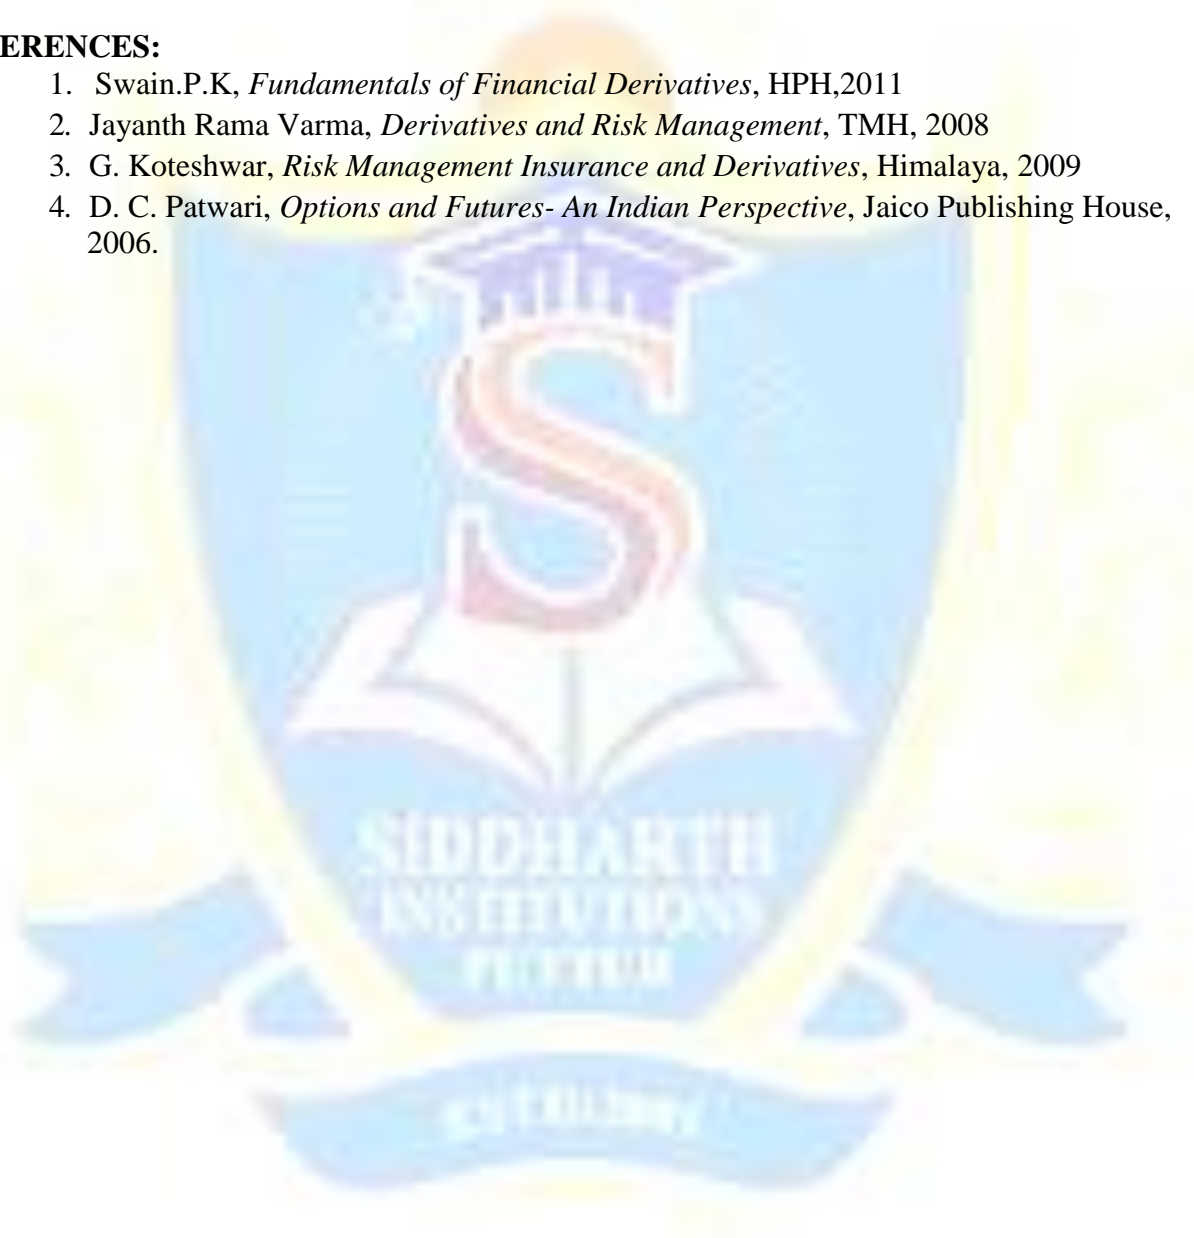 ERENCES:
1. Swain.P.K, Fundamentals of Financial Derivatives, HPH,2011
2. Jayanth Rama Varma, Derivatives and Risk Management, TMH, 2008
3. G. Koteshwar, Risk Management Insurance and Derivatives, Himalaya, 2009
4. D. C. Patwari, Options and Futures- An Indian Perspective, Jaico Publishing House,
2006.
S
SIDDHARTH
INSTITUTIONS
PUTTUR